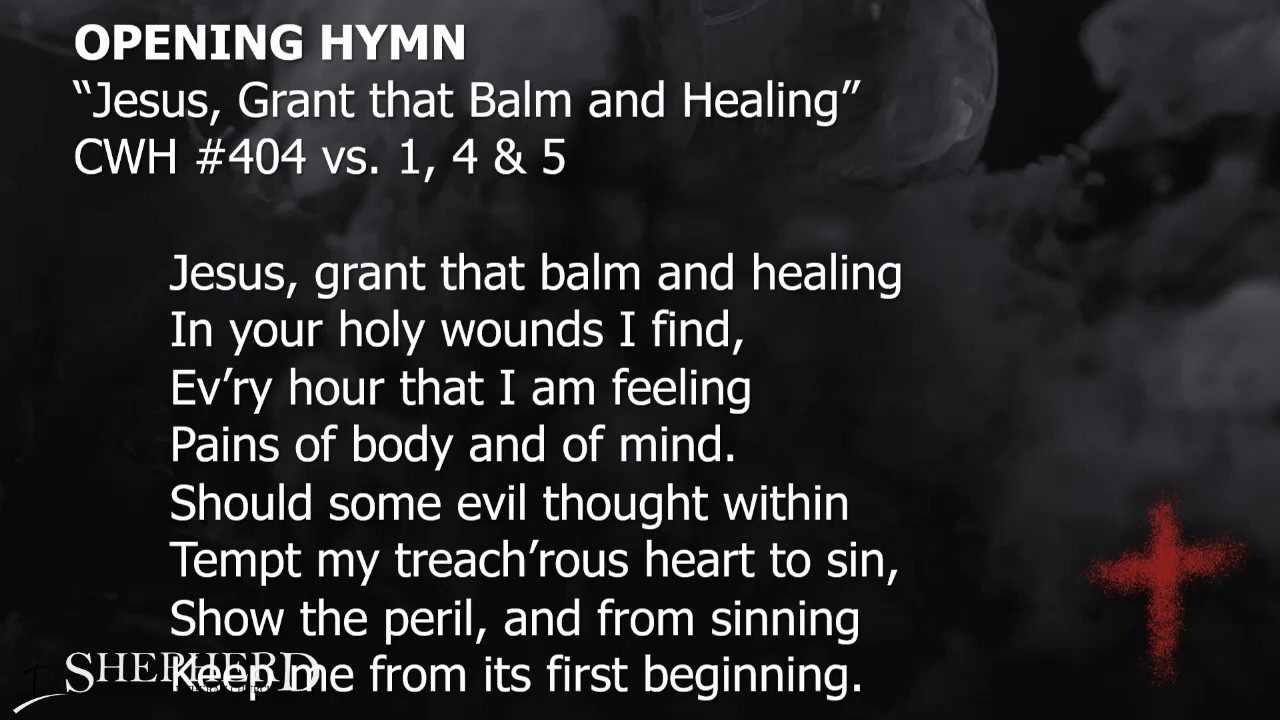 OPENING HYMN
“Jesus, Grant that Balm and Healing”
CWH #404 vs. 1, 4 & 5
Jesus, grant that balm and healing
In your holy wounds I find,
Ev’ry hour that I am feeling
Pains of body and of mind.
Should some evil thought within
Tempt my treach’rous heart to sin,
Show the peril, and from sinning
Keep me from its first beginning.
SHEPHERD